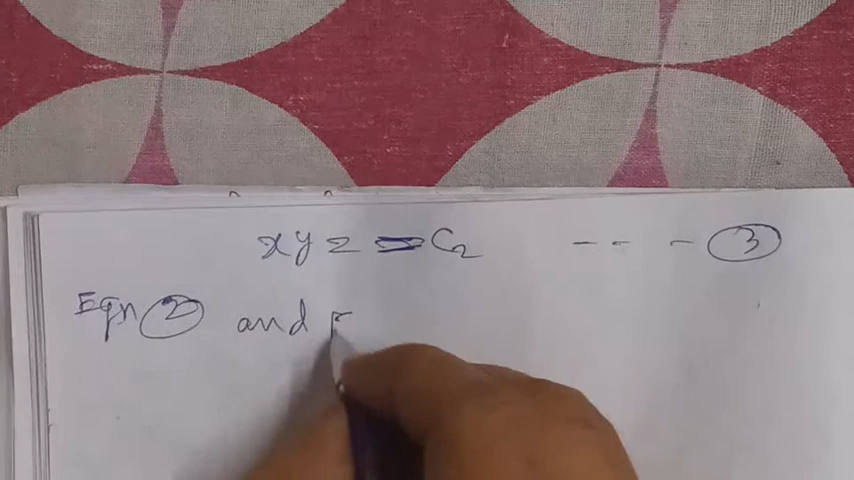 xyz = C₂ --- ③
Eqn ② and